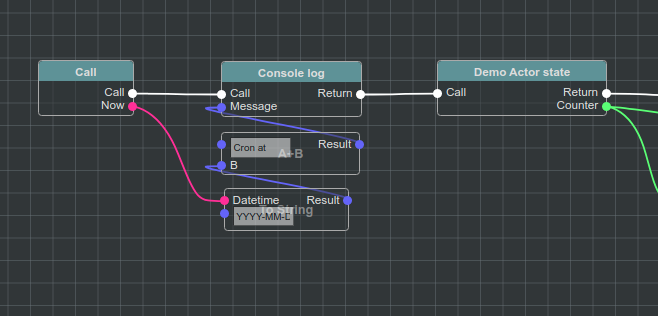 Call
Call
Now
Console log
Call Return
Message
Cron at Result
A+B
B
Datetime Result
To String
YYYY-MM-D
Demo Actor state
Call Return
Counter